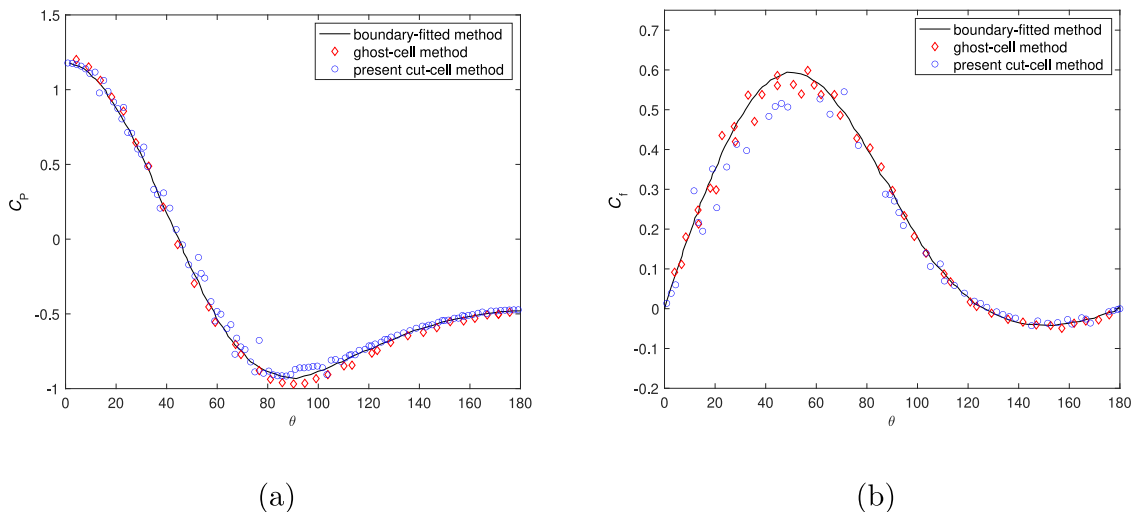 boundary-fitted method
ghost-cell method
present cut-cell method
1.5
1
0.5
0
-0.5
-1
C_P
0 20 40 60 80 100 120 140 160 180
θ
(a)
boundary-fitted method
ghost-cell method
present cut-cell method
0.7
0.6
0.5
0.4
0.3
0.2
0.1
0
-0.1
-0.2
C_f
0 20 40 60 80 100 120 140 160 180
θ
(b)